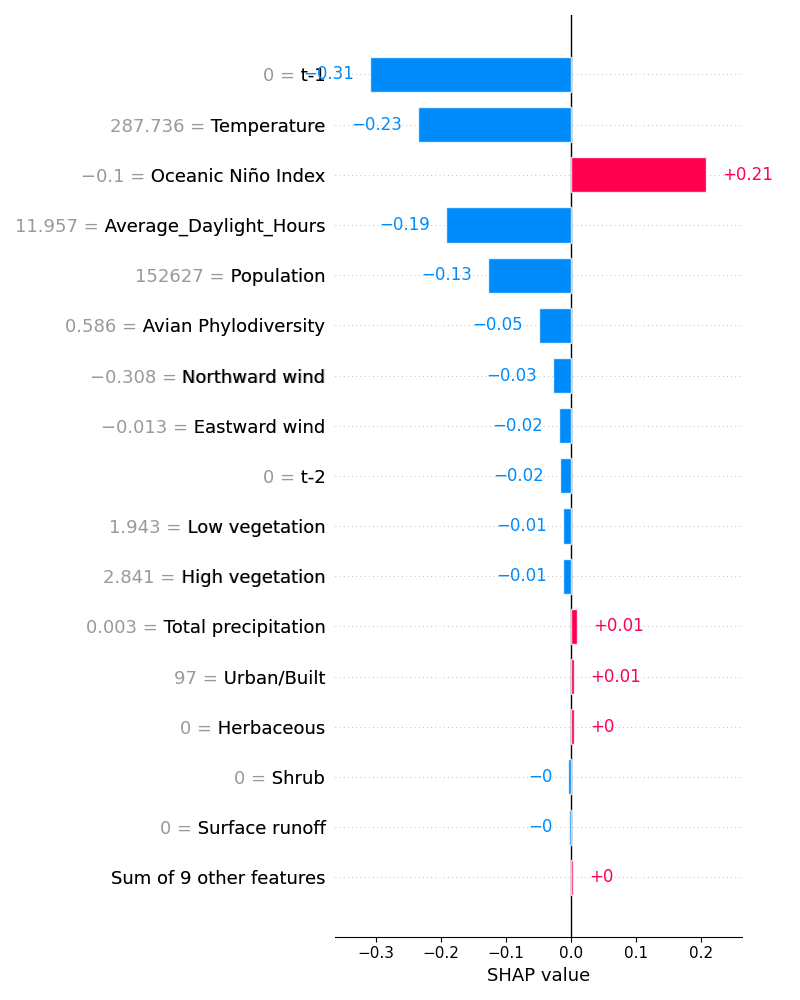 0 = t-1 −0.31
287.736 = Temperature −0.23
−0.1 = Oceanic Niño Index +0.21
11.957 = Average_Daylight_Hours −0.19
152627 = Population −0.13
0.586 = Avian Phylodiversity −0.05
−0.308 = Northward wind −0.03
−0.013 = Eastward wind −0.02
0 = t-2 −0.02
1.943 = Low vegetation −0.01
2.841 = High vegetation −0.01
0.003 = Total precipitation +0.01
97 = Urban/Built +0.01
0 = Herbaceous +0
0 = Shrub −0
0 = Surface runoff −0
Sum of 9 other features +0
−0.3 −0.2 −0.1 0.0 0.1 0.2
SHAP value